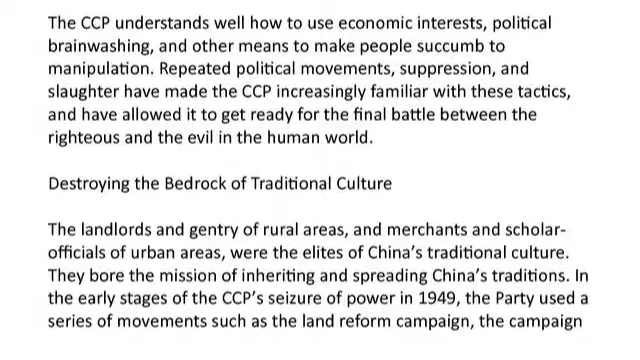 The CCP understands well how to use economic interests, political
brainwashing, and other means to make people succumb to
manipulation. Repeated political movements, suppression, and
slaughter have made the CCP increasingly familiar with these tactics,
and have allowed it to get ready for the final battle between the
righteous and the evil in the human world.
Destroying the Bedrock of Traditional Culture
The landlords and gentry of rural areas, and merchants and scholar-
officials of urban areas, were the elites of China’s traditional culture.
They bore the mission of inheriting and spreading China’s traditions. In
the early stages of the CCP’s seizure of power in 1949, the Party used a
series of movements such as the land reform campaign, the campaign